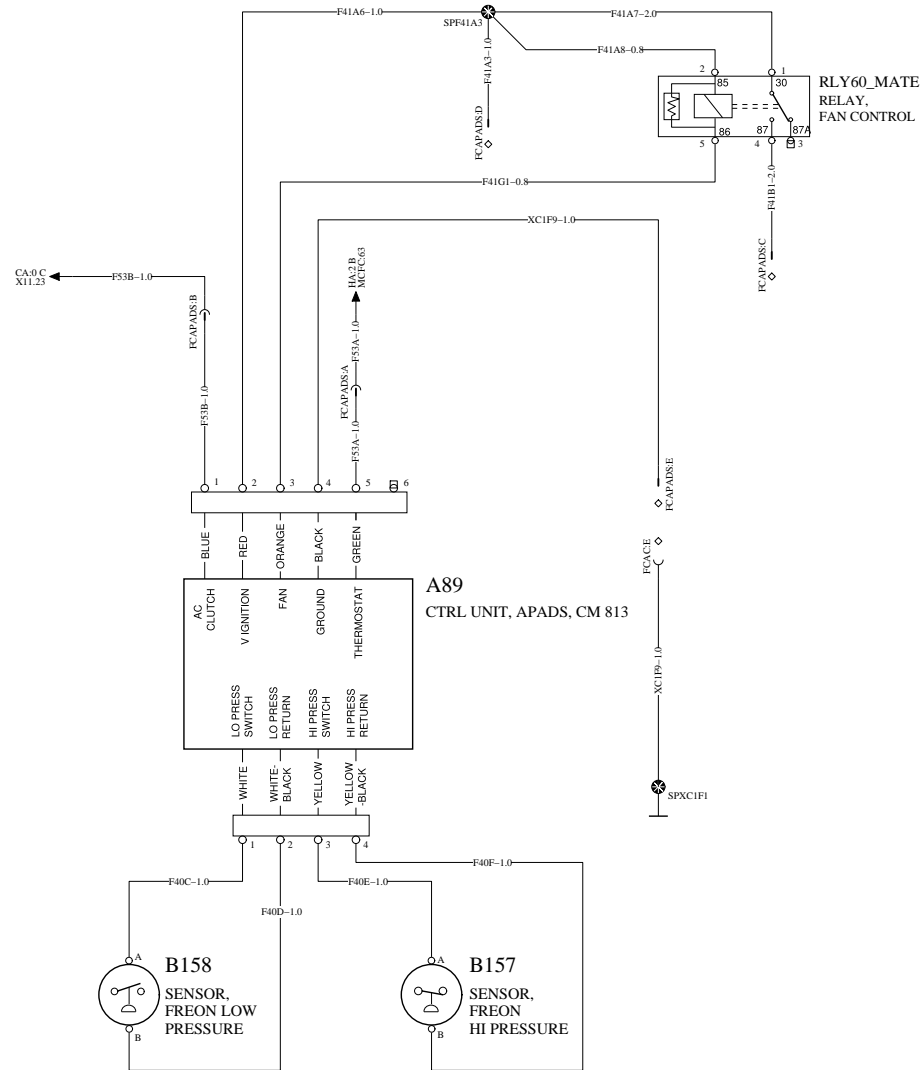 F41A6–1.0
SPF41A3
F41A7–2.0
F41A8–0.8
F41A3–1.0
FCAPADS:D
2
1
85
30
86
87
87A
5
4
3
RLY60_MATE
RELAY,
FAN CONTROL
F41G1–0.8
F41B1–2.0
FCAPADS:C
XC1F9–1.0
CA:0 C
X11.23
F53B–1.0
FCAPADS:B
F53B–1.0
HA:2 B
MCFC:63
F53A–1.0
FCAPADS:A
F53A–1.0
FCAPADS:E
FCAC:E
1
2
3
4
5
6
BLUE
RED
ORANGE
BLACK
GREEN
AC
CLUTCH
V IGNITION
FAN
GROUND
THERMOSTAT
A89
CTRL UNIT, APADS, CM 813
LO PRESS
SWITCH
LO PRESS
RETURN
HI PRESS
SWITCH
HI PRESS
RETURN
XC1F9–1.0
SPXC1F1
WHITE
WHITE-
BLACK
YELLOW
YELLOW
-BLACK
1
2
3
4
F40C–1.0
F40D–1.0
F40E–1.0
F40F–1.0
A
B
B158
SENSOR,
FREON LOW
PRESSURE
A
B
B157
SENSOR,
FREON
HI PRESSURE